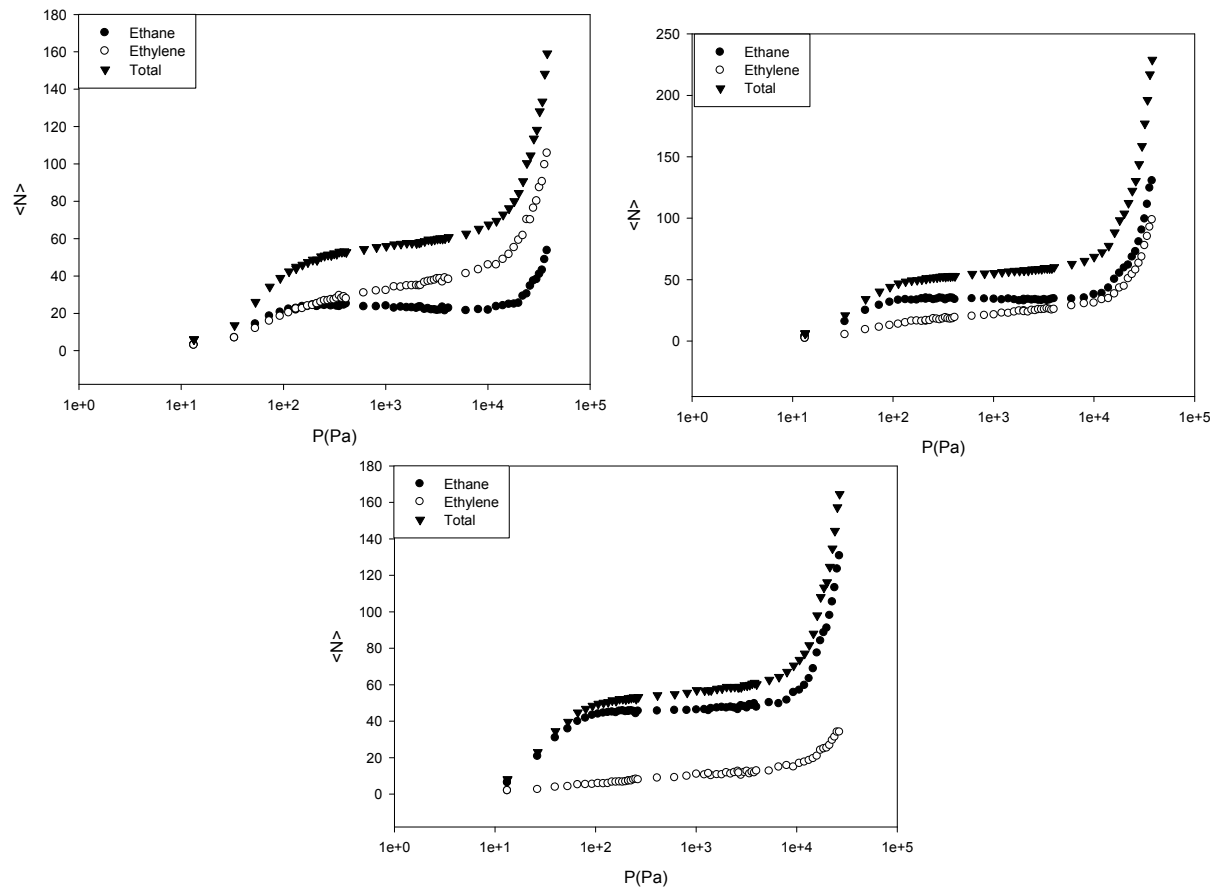 180
160
140
120
100
80
60
40
20
0
<N>
1e+0
1e+1
1e+2
1e+3
1e+4
1e+5
P(Pa)
Ethane
Ethylene
Total
250
200
150
100
50
0
<N>
1e+0
1e+1
1e+2
1e+3
1e+4
1e+5
P(Pa)
Ethane
Ethylene
Total
180
160
140
120
100
80
60
40
20
0
<N>
1e+0
1e+1
1e+2
1e+3
1e+4
1e+5
P(Pa)
Ethane
Ethylene
Total